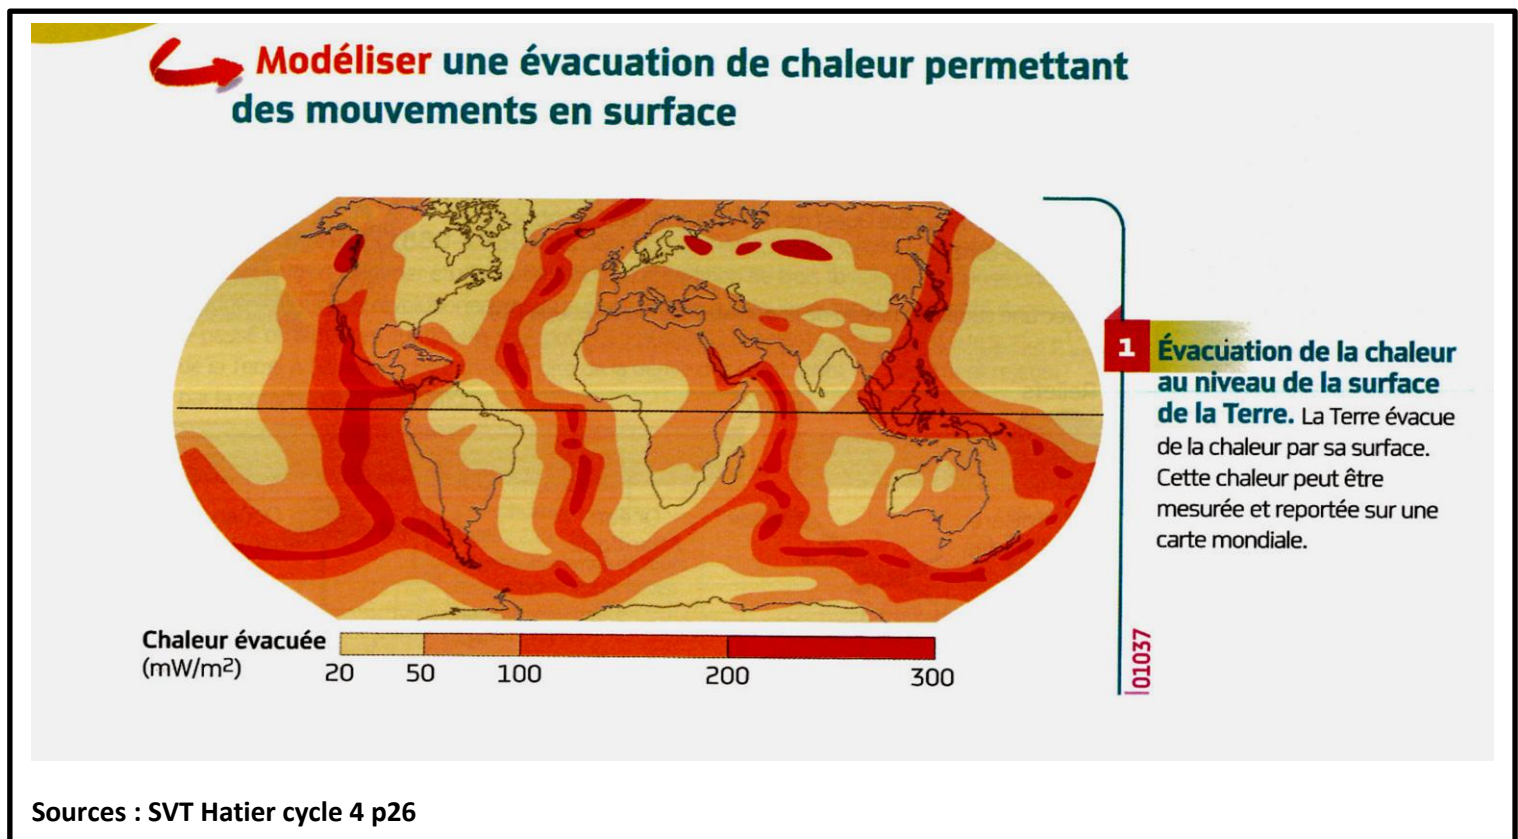 Modéliser une évacuation de chaleur permettant
des mouvements en surface
1
Évacuation de la chaleur
au niveau de la surface
de la Terre. La Terre évacue
de la chaleur par sa surface.
Cette chaleur peut être
mesurée et reportée sur une
carte mondiale.
Chaleur évacuée
(mW/m²)
20 50 100 200 300
01037
Sources : SVT Hatier cycle 4 p26